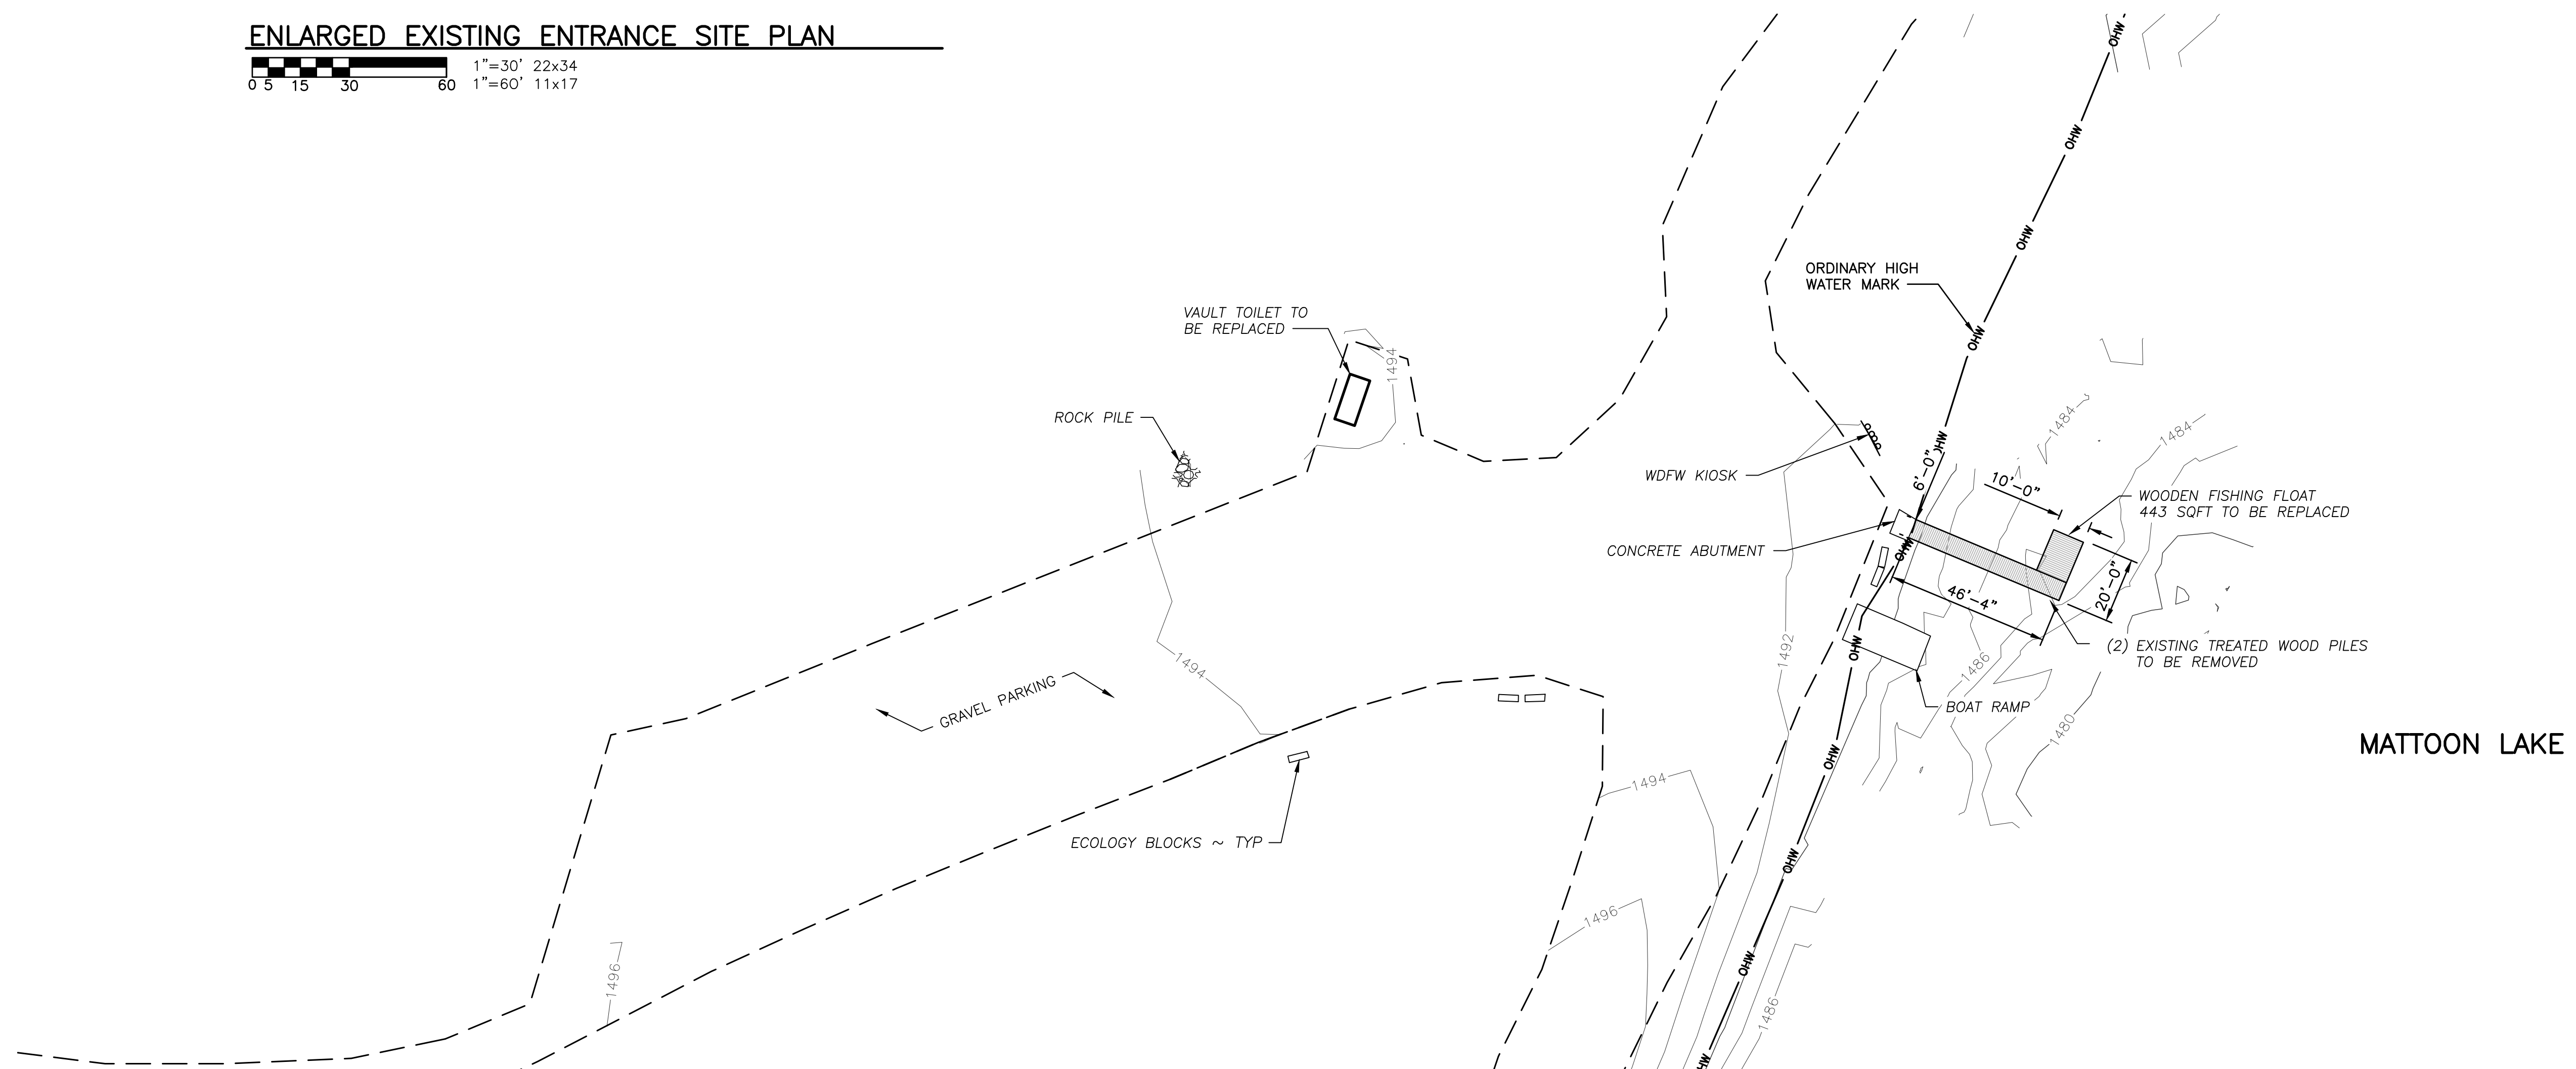 ENLARGED EXISTING ENTRANCE SITE PLAN
1"=30' 22x34
1"=60' 11x17
0 5 15 30 60
OHW
OHW
OHW
ORDINARY HIGH
WATER MARK
OHW
VAULT TOILET TO
BE REPLACED
1494
ROCK PILE
1484
1484
OHW
WDFW KIOSK
6'-0"
10'-0"
WOODEN FISHING FLOAT
443 SQFT TO BE REPLACED
CONCRETE ABUTMENT
OHW
46'-4"
20'-0"
1492
OHW
(2) EXISTING TREATED WOOD PILES
TO BE REMOVED
1494
1486
GRAVEL PARKING
BOAT RAMP
1480
MATTOON LAKE
OHW
1494
ECOLOGY BLOCKS ~ TYP
OHW
1496
OHW
1496
1486
OHW